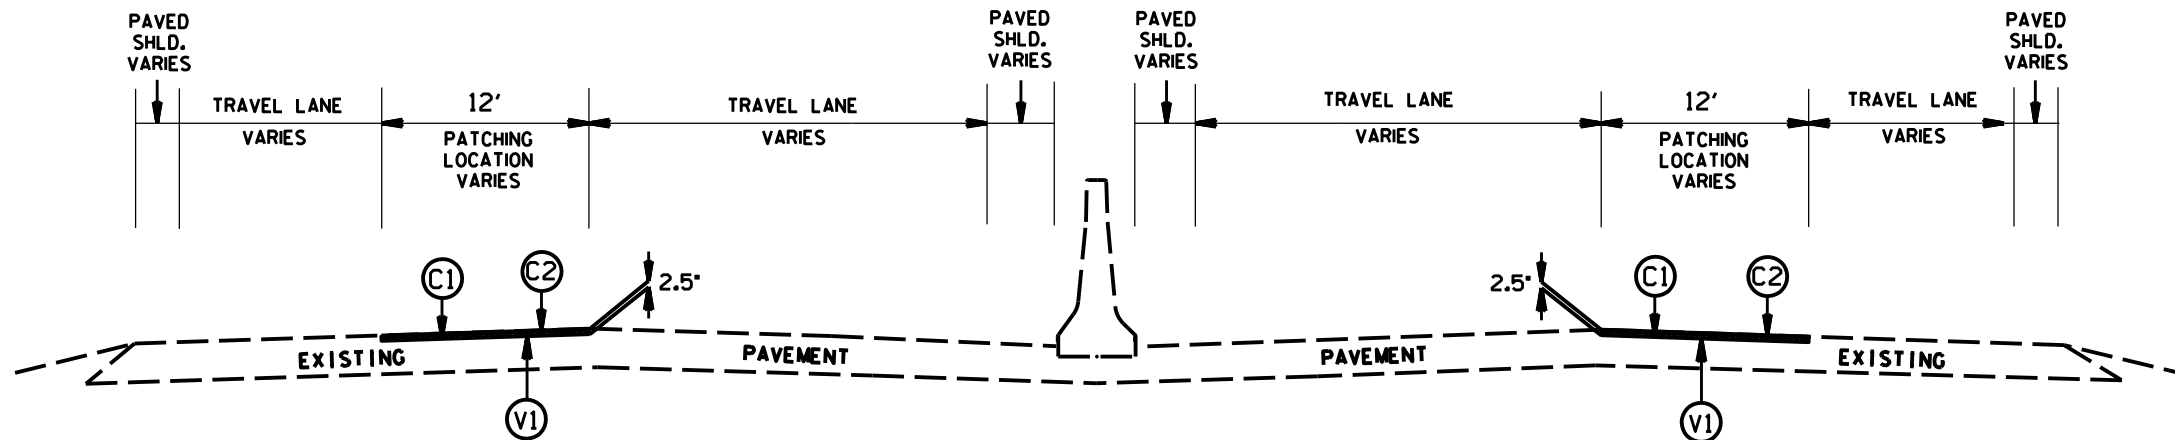 PAVED
SHLD.
VARIES
PAVED
SHLD.
VARIES
PAVED
SHLD.
VARIES
PAVED
SHLD.
VARIES
TRAVEL LANE
VARIES
12'
PATCHING
LOCATION
VARIES
TRAVEL LANE
VARIES
TRAVEL LANE
VARIES
12'
PATCHING
LOCATION
VARIES
TRAVEL LANE
VARIES
C1
C2
2.5"
2.5"
C1
C2
EXISTING
PAVEMENT
PAVEMENT
EXISTING
V1
V1